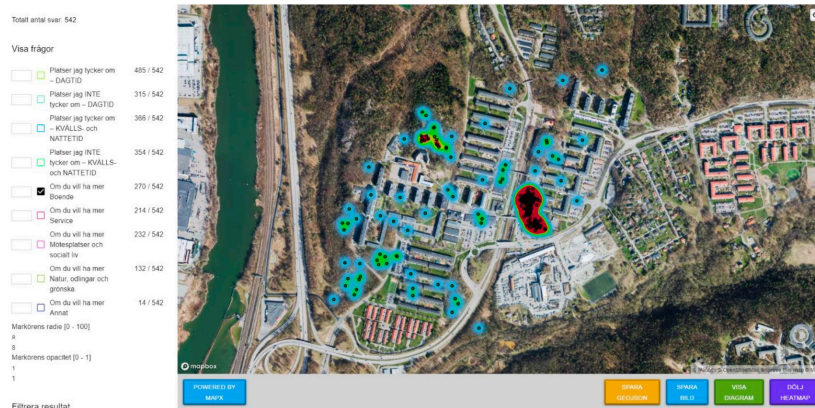 Totalt antal svar: 542
Visa frågor
Platser jag tycker om
– DAGTID
485 / 542
Platser jag INTE
tycker om – DAGTID
315 / 542
Platser jag tycker om
– KVÄLLS- och
NATTETID
366 / 542
Platser jag INTE
tycker om – KVÄLLS-
och NATTETID
354 / 542
Om du vill ha mer
Boende
270 / 542
Om du vill ha mer
Service
214 / 542
Om du vill ha mer
Mötesplatser och
socialt liv
232 / 542
Om du vill ha mer
Natur, odlingar och
grönska
132 / 542
Om du vill ha mer
Annat
14 / 542
Markörens radie [0 - 100]
8
Markörens opacitet [0 - 1]
1
1
Filtrera resultat
mapbox
POWERED BY
MAPX
SPARA
GEOJSON
SPARA
BILD
VISA
DIAGRAM
DÖLJ
HEATMAP